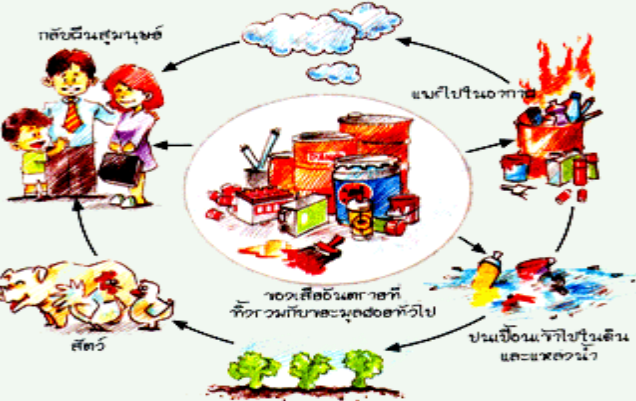 กลับคืนสู่มนุษย์
แพร่ไปในอากาศ
ของเสียอันตรายที่
ทิ้งรวมกับขยะมูลฝอยทั่วไป
ปนเปื้อนเข้าไปในดิน
และแหล่งน้ำ
สัตว์